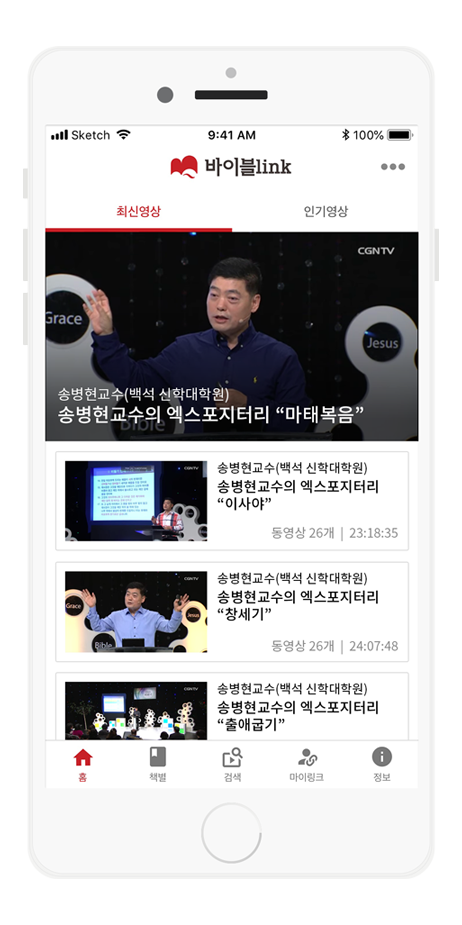 Sketch
9:41 AM
100%
바이블link
최신영상
인기영상
CGNTV
Grace
Jesus
Bible
송병현교수(백석 신학대학원)
송병현교수의 엑스포지터리 “마태복음”
송병현교수(백석 신학대학원)
송병현교수의 엑스포지터리
“이사야”
동영상 26개 | 23:18:35
CGNTV
Grace
Jesus
Bible
송병현교수(백석 신학대학원)
송병현교수의 엑스포지터리
“창세기”
동영상 26개 | 24:07:48
CGNTV
송병현교수(백석 신학대학원)
송병현교수의 엑스포지터리
“출애굽기”
홈
책별
검색
마이링크
정보